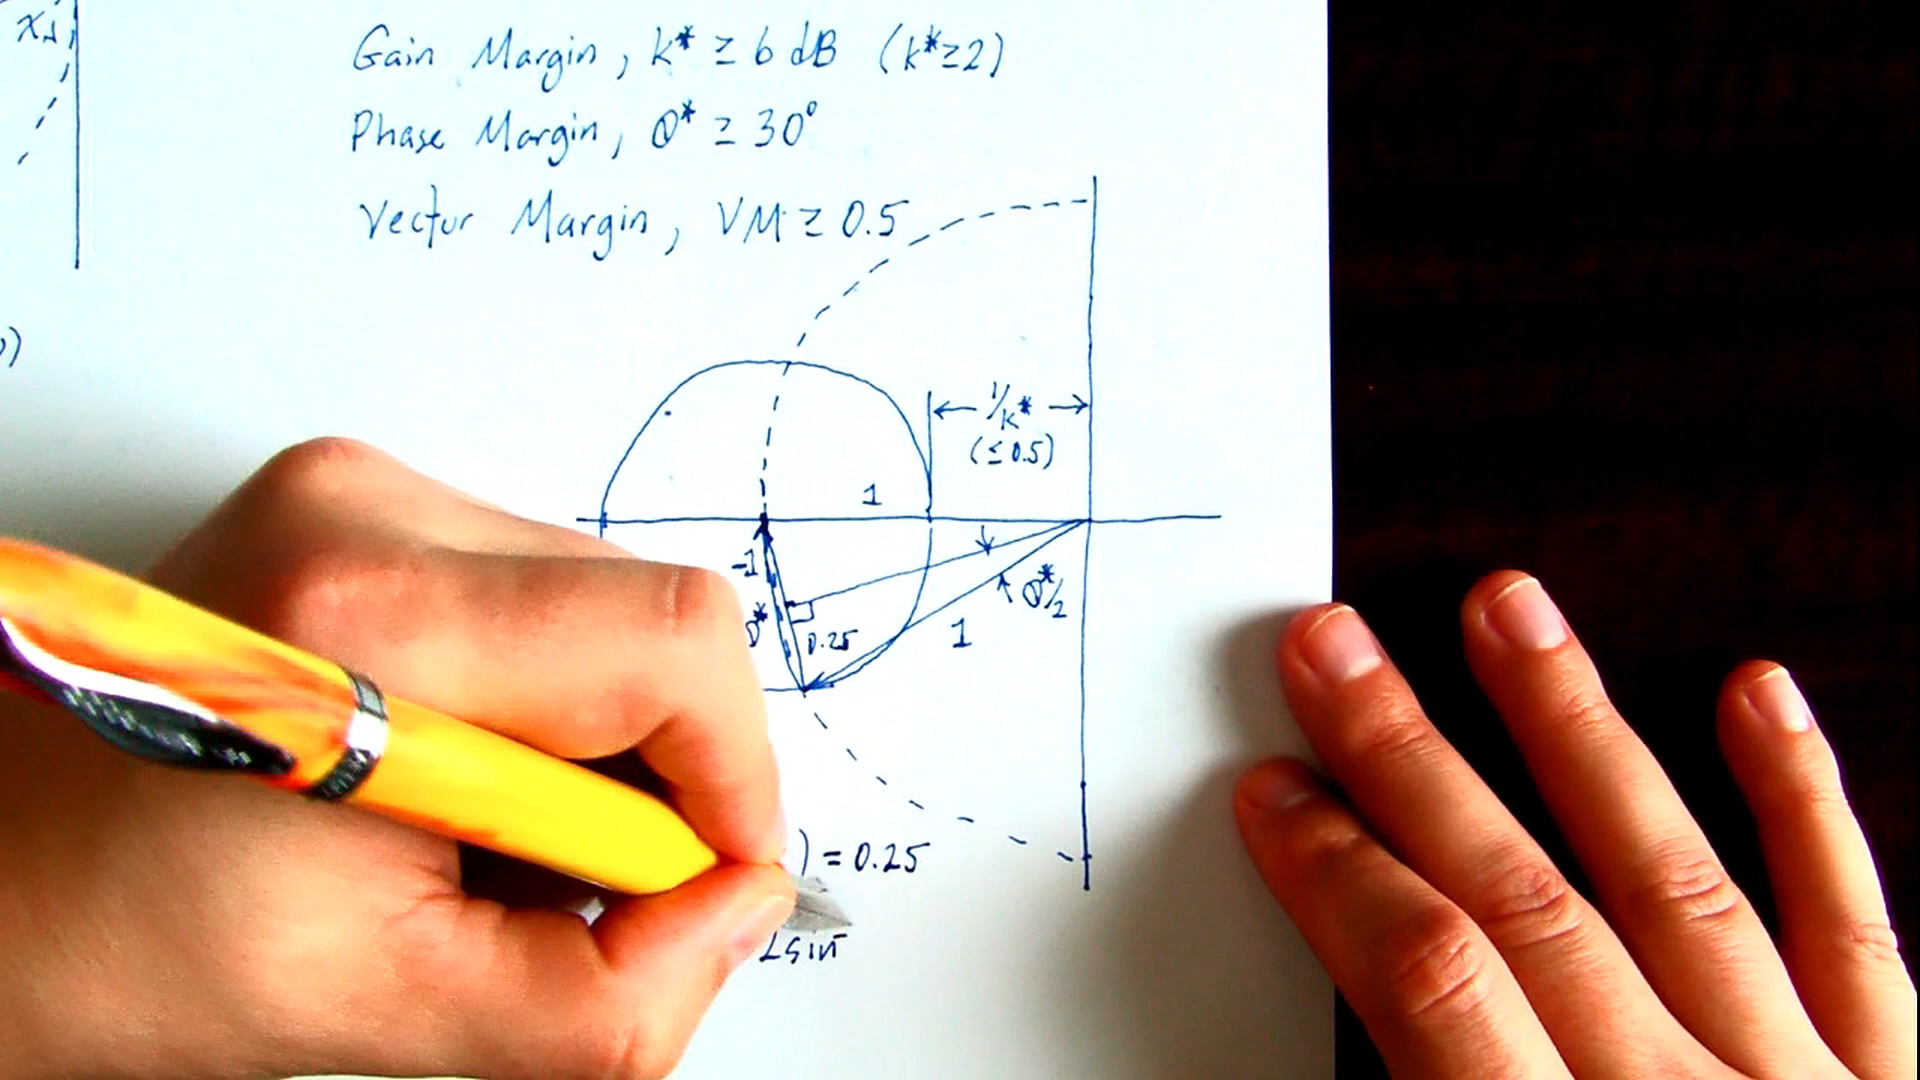 Gain Margin, k* ≥ 6 dB (k*≥2)
Phase Margin, θ* ≥ 30°
Vector Margin, VM ≥ 0.5
1/k*
(≤ 0.5)
1
-1
θ*/2
0.25
1
) = 0.25
2sin⁻